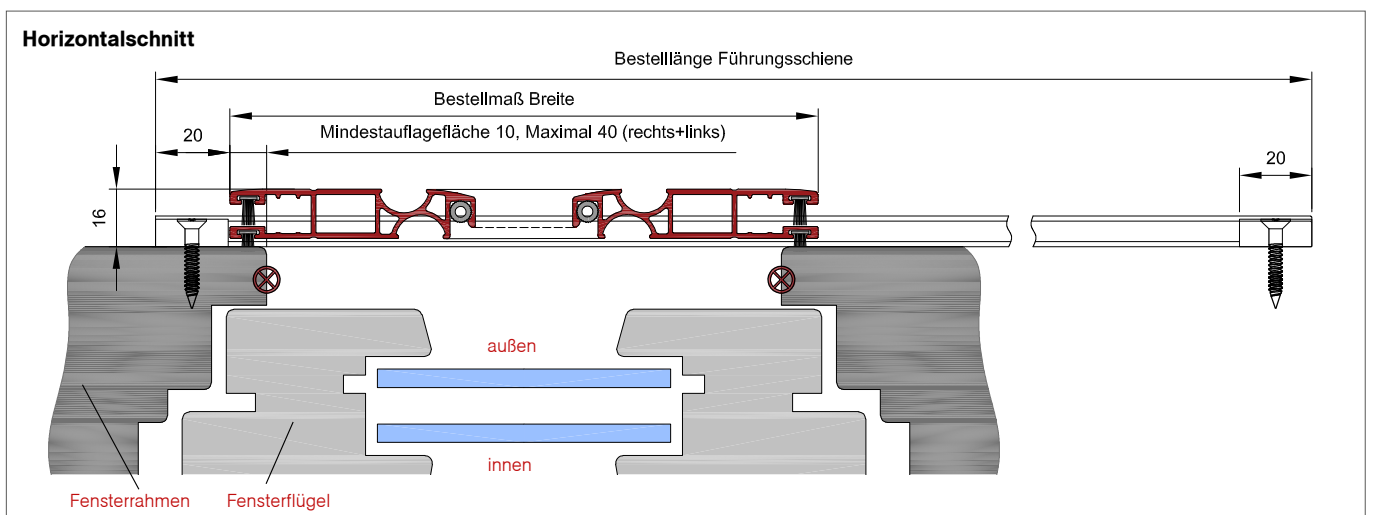 Horizontalschnitt
Bestelllänge Führungsschiene
Bestellmaß Breite
20
Mindestauflagefläche 10, Maximal 40 (rechts+links)
20
16
außen
innen
Fensterrahmen
Fensterflügel